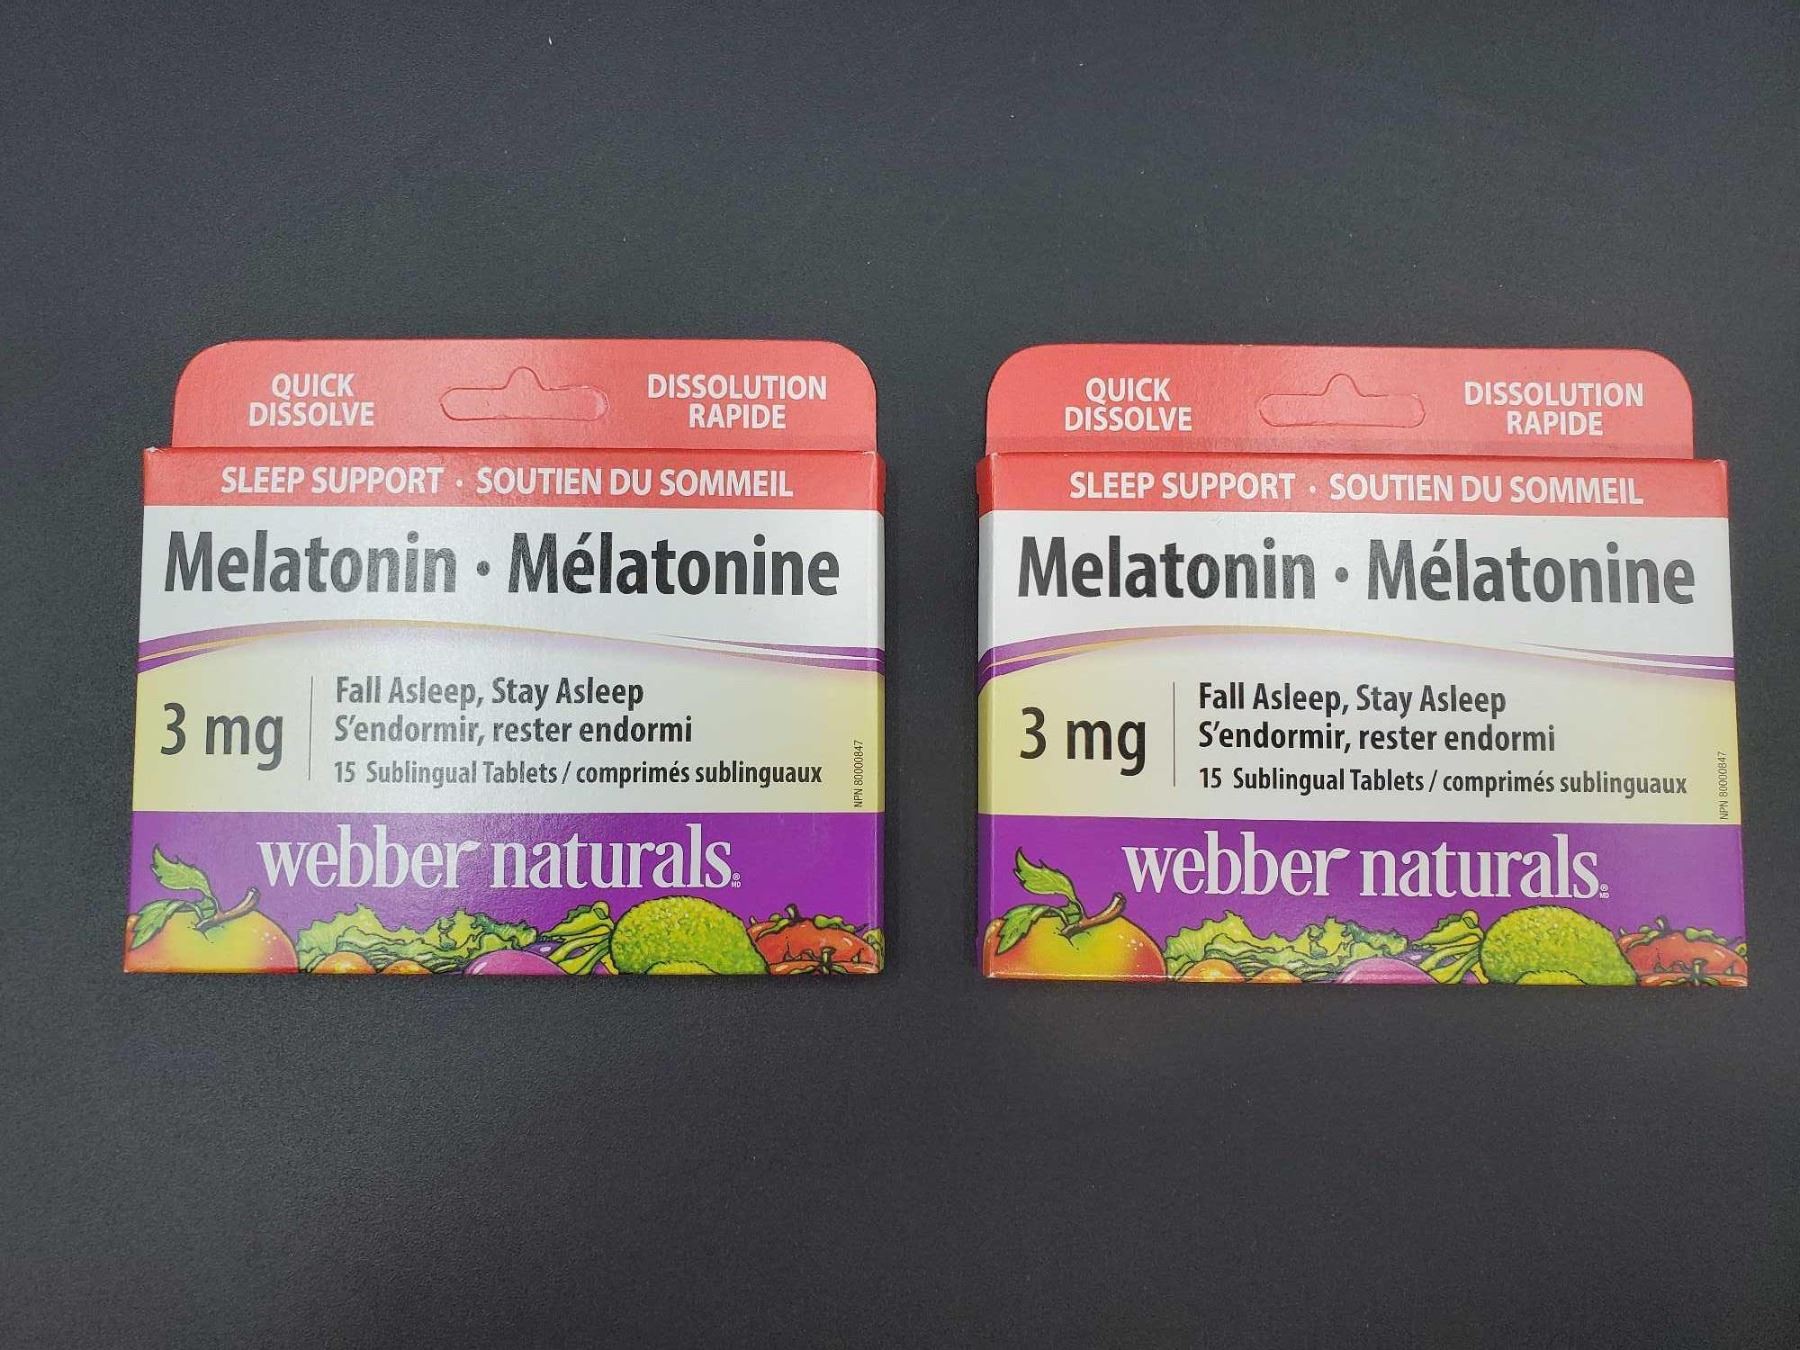 QUICK
DISSOLVE
DISSOLUTION
RAPIDE
SLEEP SUPPORT · SOUTIEN DU SOMMEIL
Melatonin · Mélatonine
3 mg
Fall Asleep, Stay Asleep
S'endormir, rester endormi
15 Sublingual Tablets / comprimés sublinguaux
NPN 80000847
webber naturals®
MD
QUICK
DISSOLVE
DISSOLUTION
RAPIDE
SLEEP SUPPORT · SOUTIEN DU SOMMEIL
Melatonin · Mélatonine
3 mg
Fall Asleep, Stay Asleep
S'endormir, rester endormi
15 Sublingual Tablets / comprimés sublinguaux
NPN 80000847
webber naturals®
MD